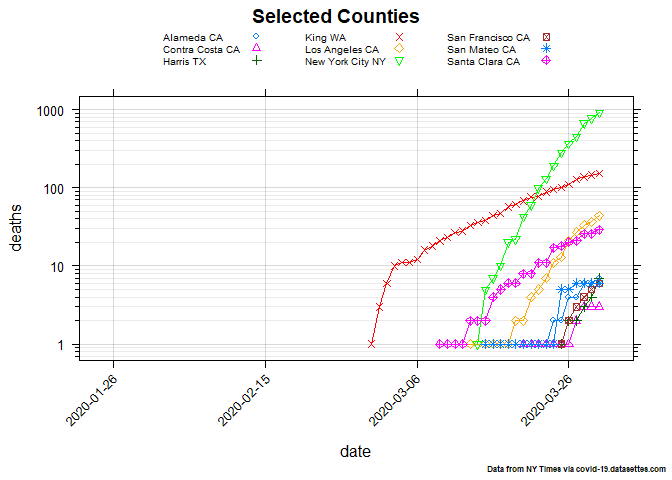 Selected Counties
Alameda CA King WA San Francisco CA
Contra Costa CA Los Angeles CA San Mateo CA
Harris TX New York City NY Santa Clara CA
1000
100
10
1
deaths
2020-01-26 2020-02-15 2020-03-06 2020-03-26
date
Data from NY Times via covid-19.datasettes.com